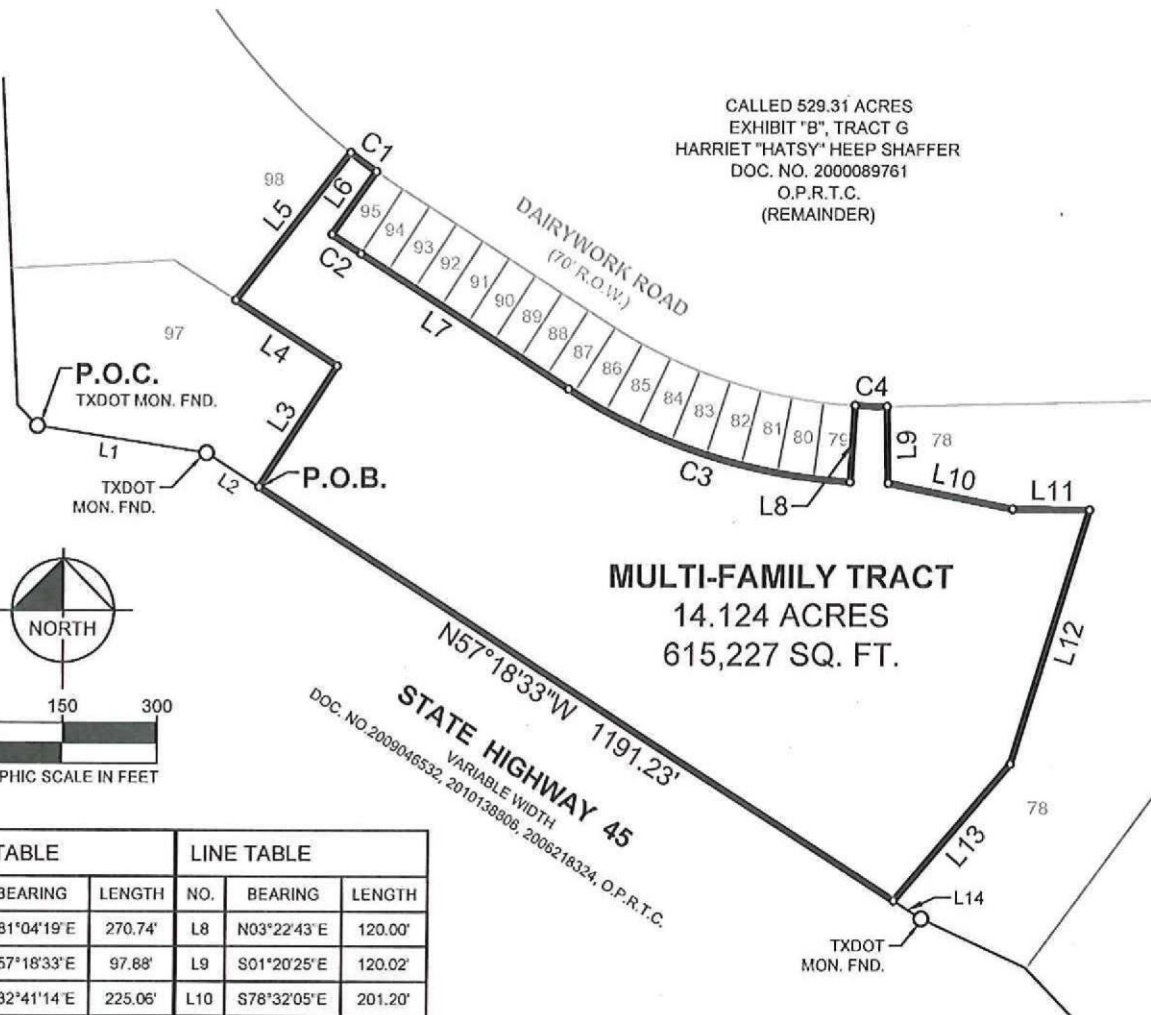 CALLED 529.31 ACRES
EXHIBIT "B", TRACT G
HARRIET "HATSY" HEEP SHAFFER
DOC. NO. 2000089761
O.P.R.T.C.
(REMAINDER)
C1
98
L5
L6
95
94
93
92
91
90
89
88
87
86
85
84
83
82
81
80
79
DAIRYWORK ROAD
(70' R.O.W.)
C2
L7
C4
L9
78
97
L4
P.O.C.
TXDOT MON. FND.
L3
L1
L2
P.O.B.
TXDOT
MON. FND.
C3
L8
L10
L11
MULTI-FAMILY TRACT
14.124 ACRES
615,227 SQ. FT.
L12
NORTH
N57°18'33"W 1191.23'
STATE HIGHWAY 45
VARIABLE WIDTH
DOC. NO.2009046532, 2010138806, 2006218324, O.P.R.T.C.
150 300
PHIC SCALE IN FEET
L13
78
L14
TXDOT
MON. FND.
TABLE LINE TABLE
BEARING LENGTH NO. BEARING LENGTH
81°04'19"E 270.74' L8 N03°22'43"E 120.00'
57°18'33"E 97.88' L9 S01°20'25"E 120.02'
32°41'14"E 225.06' L10 S78°32'05"E 201.20'